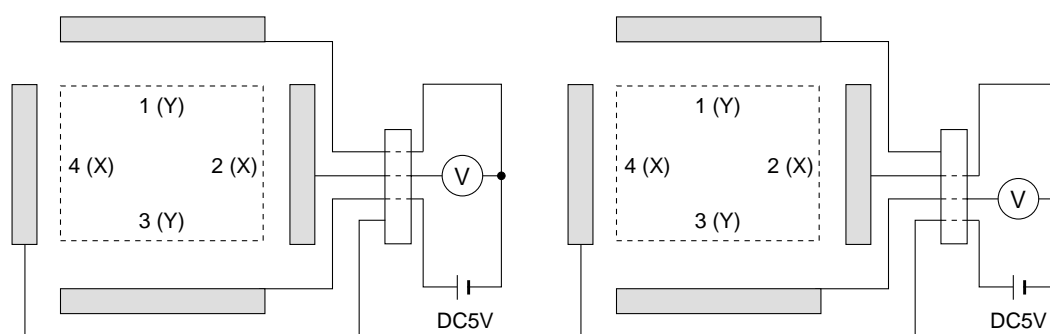 1 (Y)
4 (X)
2 (X)
3 (Y)
V
DC5V
1 (Y)
4 (X)
2 (X)
3 (Y)
V
DC5V